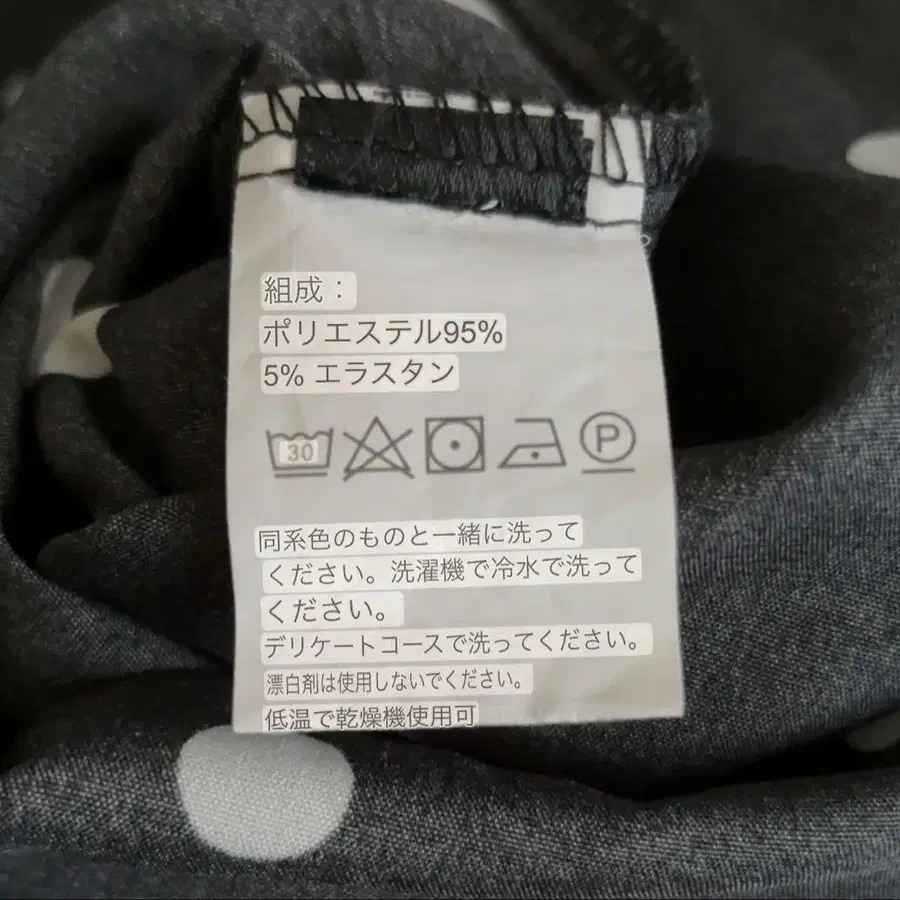 組成：
ポリエステル95%
5% エラスタン
30 P
同系色のものと一緒に洗って
ください。洗濯機で冷水で洗って
ください。
デリケートコースで洗ってください。
漂白剤は使用しないでください。
低温で乾燥機使用可